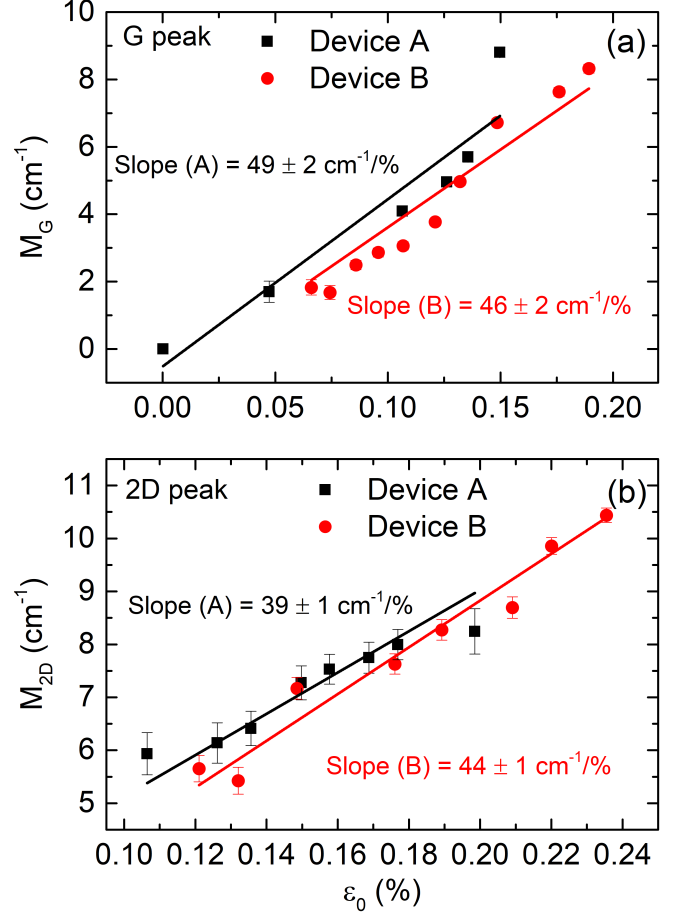 G peak
Device A
(a)
Device B
Slope (A) = 49 ± 2 cm⁻¹/%
Slope (B) = 46 ± 2 cm⁻¹/%
M_G (cm⁻¹)
10
8
6
4
2
0
0.00 0.05 0.10 0.15 0.20
2D peak
Device A
(b)
Device B
Slope (A) = 39 ± 1 cm⁻¹/%
Slope (B) = 44 ± 1 cm⁻¹/%
M_2D (cm⁻¹)
11
10
9
8
7
6
5
0.10 0.12 0.14 0.16 0.18 0.20 0.22 0.24
ε₀ (%)